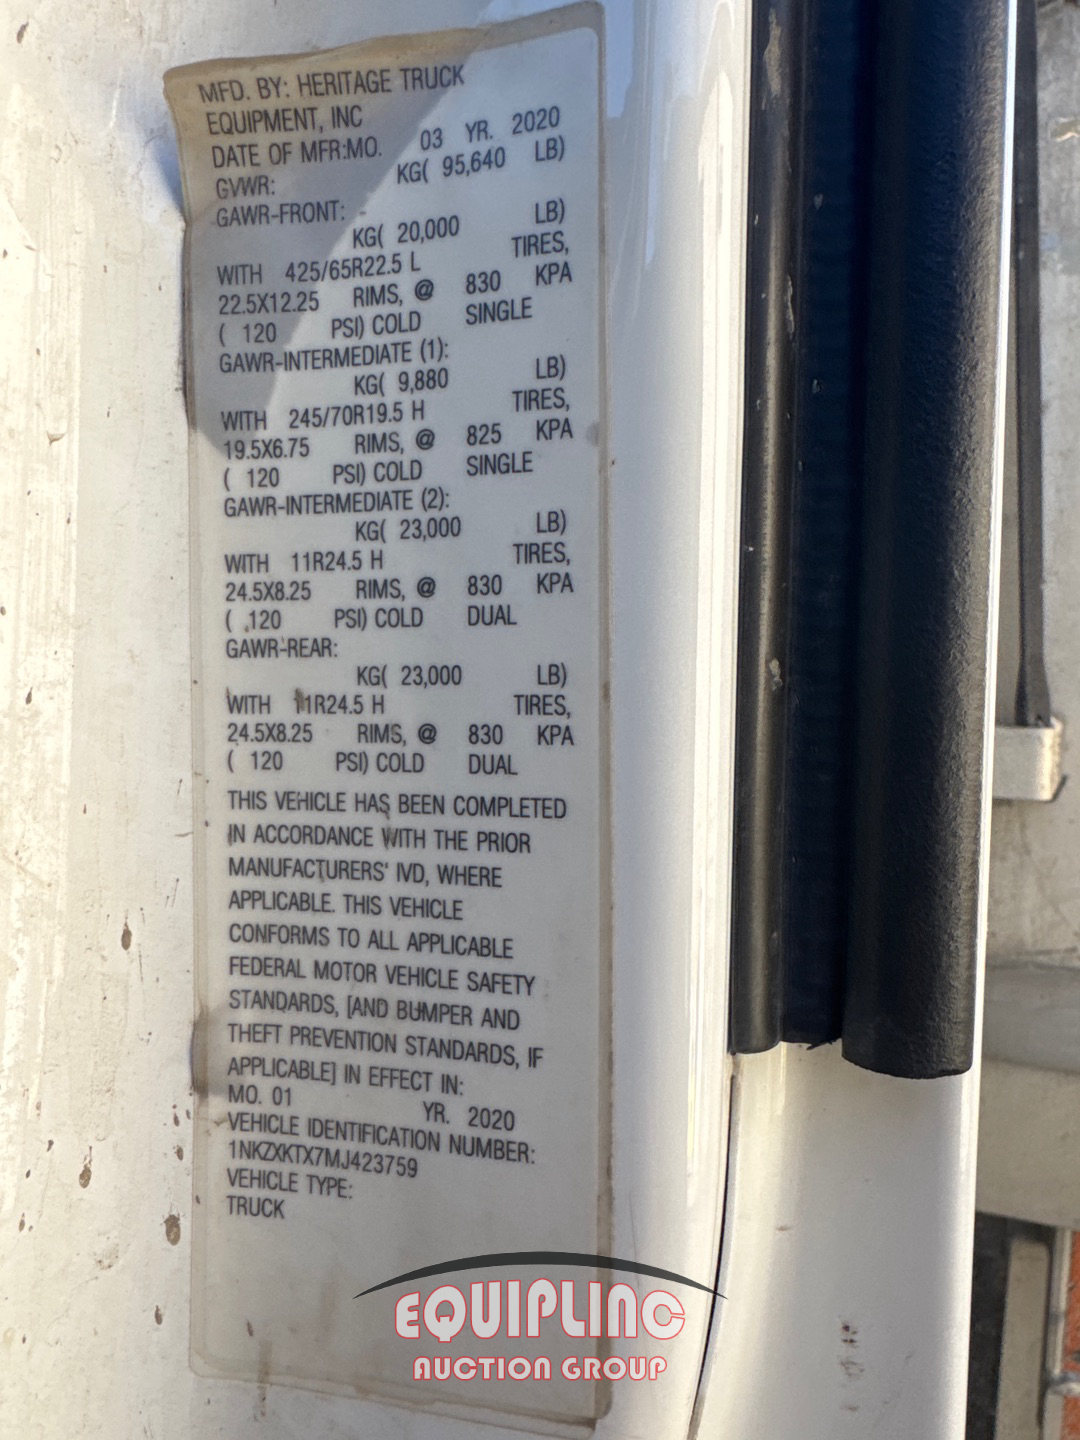 MFD. BY: HERITAGE TRUCK
EQUIPMENT, INC
DATE OF MFR:MO. 03 YR. 2020
GVWR: KG( 95,640 LB)
GAWR-FRONT:
KG( 20,000 LB)
WITH 425/65R22.5 L TIRES,
22.5X12.25 RIMS, @ 830 KPA
( 120 PSI) COLD SINGLE
GAWR-INTERMEDIATE (1):
KG( 9,880 LB)
WITH 245/70R19.5 H TIRES,
19.5X6.75 RIMS, @ 825 KPA
( 120 PSI) COLD SINGLE
GAWR-INTERMEDIATE (2):
KG( 23,000 LB)
WITH 11R24.5 H TIRES,
24.5X8.25 RIMS, @ 830 KPA
( 120 PSI) COLD DUAL
GAWR-REAR:
KG( 23,000 LB)
WITH 11R24.5 H TIRES,
24.5X8.25 RIMS, @ 830 KPA
( 120 PSI) COLD DUAL
THIS VEHICLE HAS BEEN COMPLETED
IN ACCORDANCE WITH THE PRIOR
MANUFACTURERS' IVD, WHERE
APPLICABLE. THIS VEHICLE
CONFORMS TO ALL APPLICABLE
FEDERAL MOTOR VEHICLE SAFETY
STANDARDS, [AND BUMPER AND
THEFT PREVENTION STANDARDS, IF
APPLICABLE] IN EFFECT IN:
MO. 01 YR. 2020
VEHICLE IDENTIFICATION NUMBER:
1NKZXKTX7MJ423759
VEHICLE TYPE:
TRUCK
EQUIPLINC
AUCTION GROUP